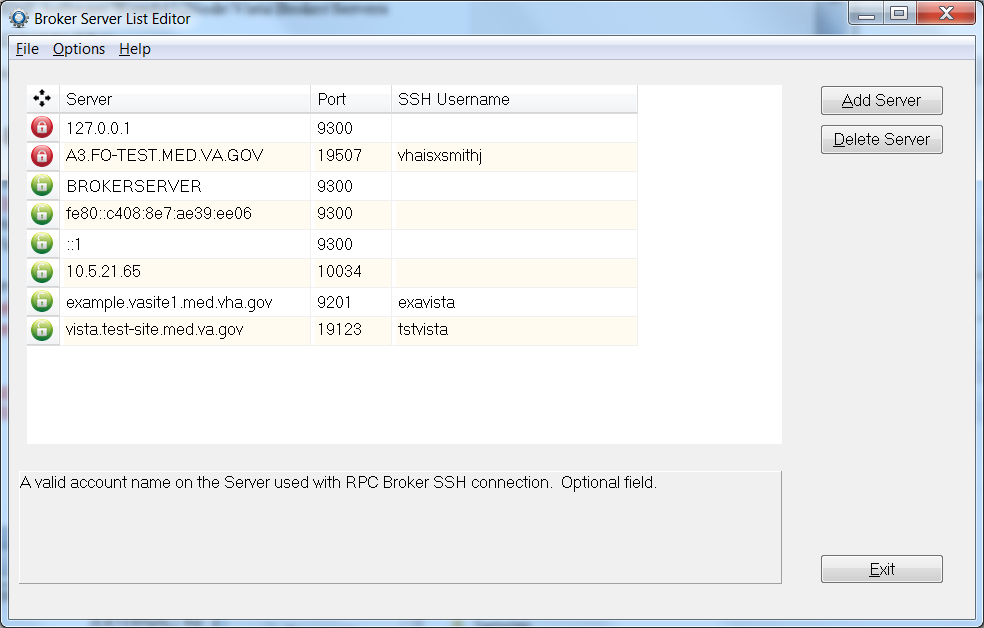 Broker Server List Editor
File Options Help
Server Port SSH Username
127.0.0.1 9300
A3.FO-TEST.MED.VA.GOV 19507 vhaisxsmithj
BROKERSERVER 9300
fe80::c408:8e7:ae39:ee06 9300
::1 9300
10.5.21.65 10034
example.vasite1.med.vha.gov 9201 exavista
vista.test-site.med.va.gov 19123 tstvista
Add Server
Delete Server
A valid account name on the Server used with RPC Broker SSH connection. Optional field.
Exit